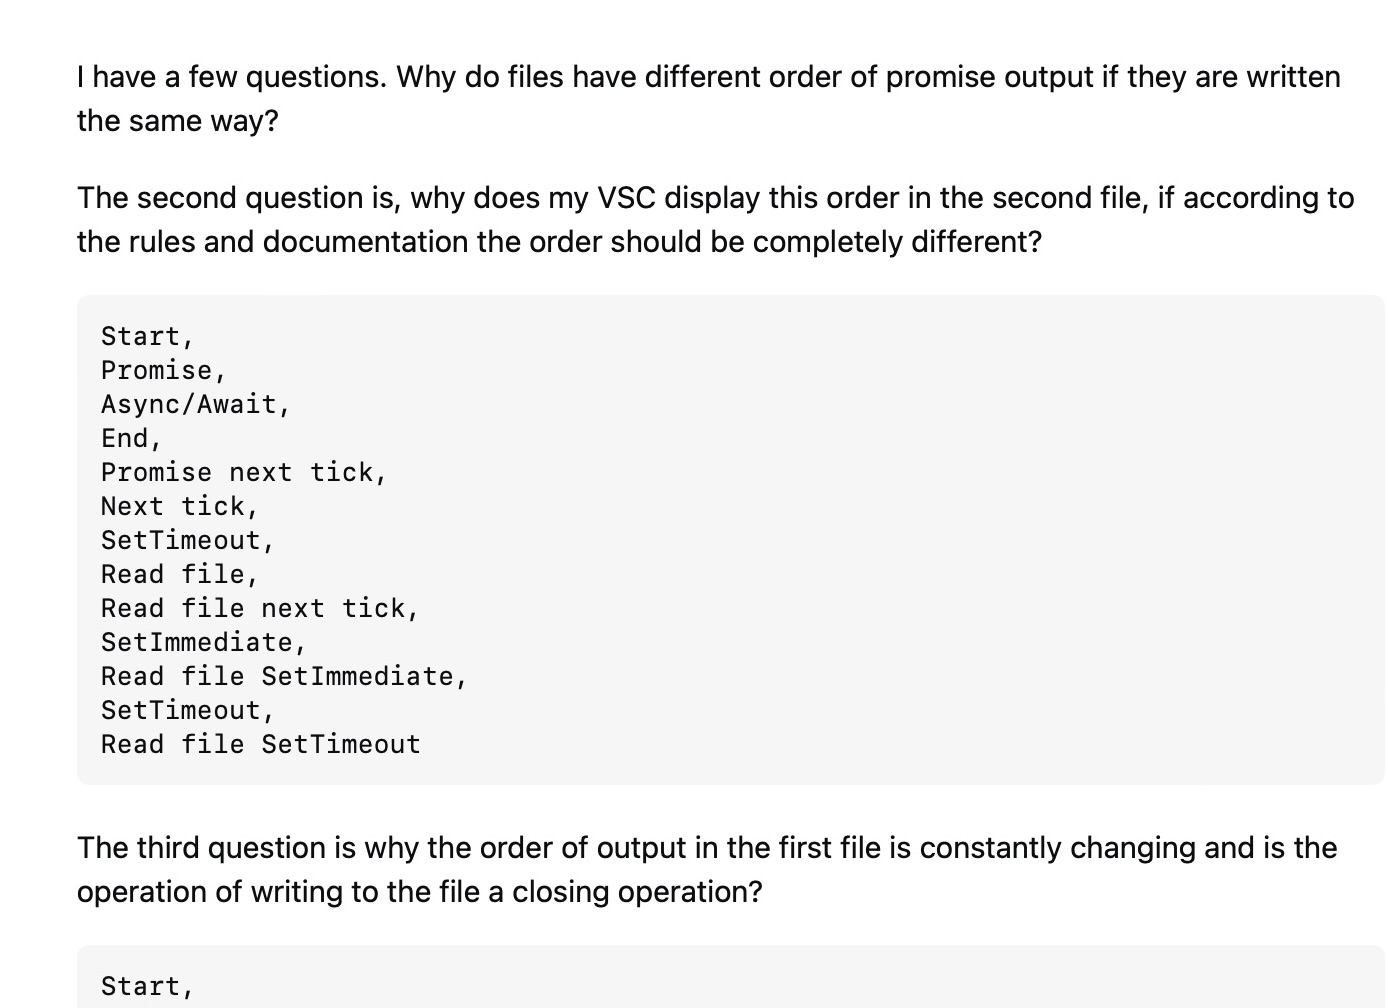 I have a few questions. Why do files have different order of promise output if they are written
the same way?
The second question is, why does my VSC display this order in the second file, if according to
the rules and documentation the order should be completely different?
Start,
Promise,
Async/Await,
End,
Promise next tick,
Next tick,
SetTimeout,
Read file,
Read file next tick,
SetImmediate,
Read file SetImmediate,
SetTimeout,
Read file SetTimeout
The third question is why the order of output in the first file is constantly changing and is the
operation of writing to the file a closing operation?
Start,